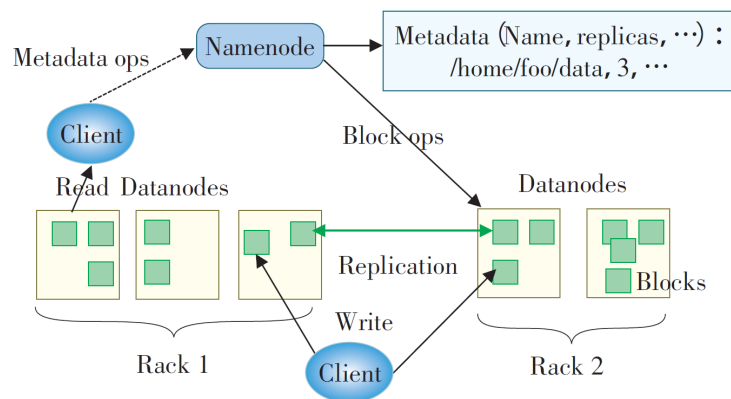 Namenode
Metadata (Name, replicas, …) :
/home/foo/data, 3, …
Metadata ops
Client
Block ops
Read Datanodes
Datanodes
Replication
Blocks
Write
Rack 1
Client
Rack 2